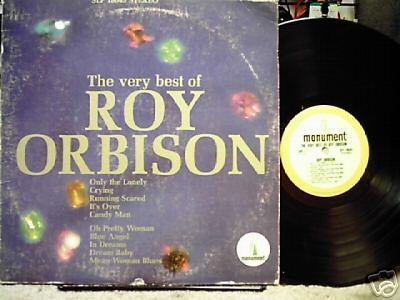 SLP 18045 STEREO
The very best of
ROY
ORBISON
Only the Lonely
Crying
Running Scared
It's Over
Candy Man
Oh Pretty Woman
Blue Angel
In Dreams
Dream Baby
Mean Woman Blues
monument
monument
THE VERY BEST OF ROY ORBISON
ROY ORBISON